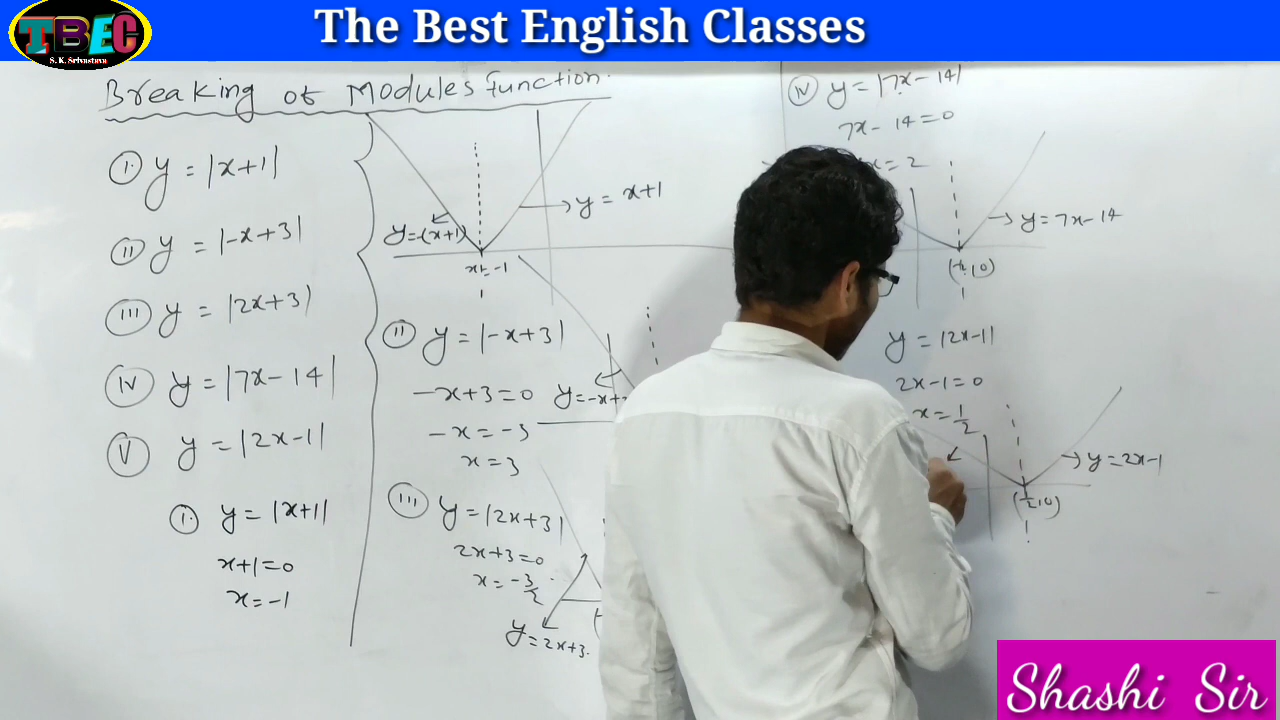 TBEC
S. K. Srivastava
The Best English Classes
Breaking of Modules function.
(I) y = |x+1|
(II) y = |-x+3|
(III) y = |2x+3|
(IV) y = |7x-14|
(V) y = |2x-1|
(I.) y = |x+1|
x+1=0
x=-1
y=-(x+1)
y = x+1
x=-1
(II) y = |-x+3|
-x+3=0
-x=-3
x=3
y=-x+
(III) y = |2x+3|
2x+3=0
x=-3/2
y=2x+3.
(IV) y = |7x-14|
7x-14=0
x=2
y=7x-14
y = |2x-1|
2x-1=0
x=1/2
y=2x-1
(1/2,0)
Shashi Sir